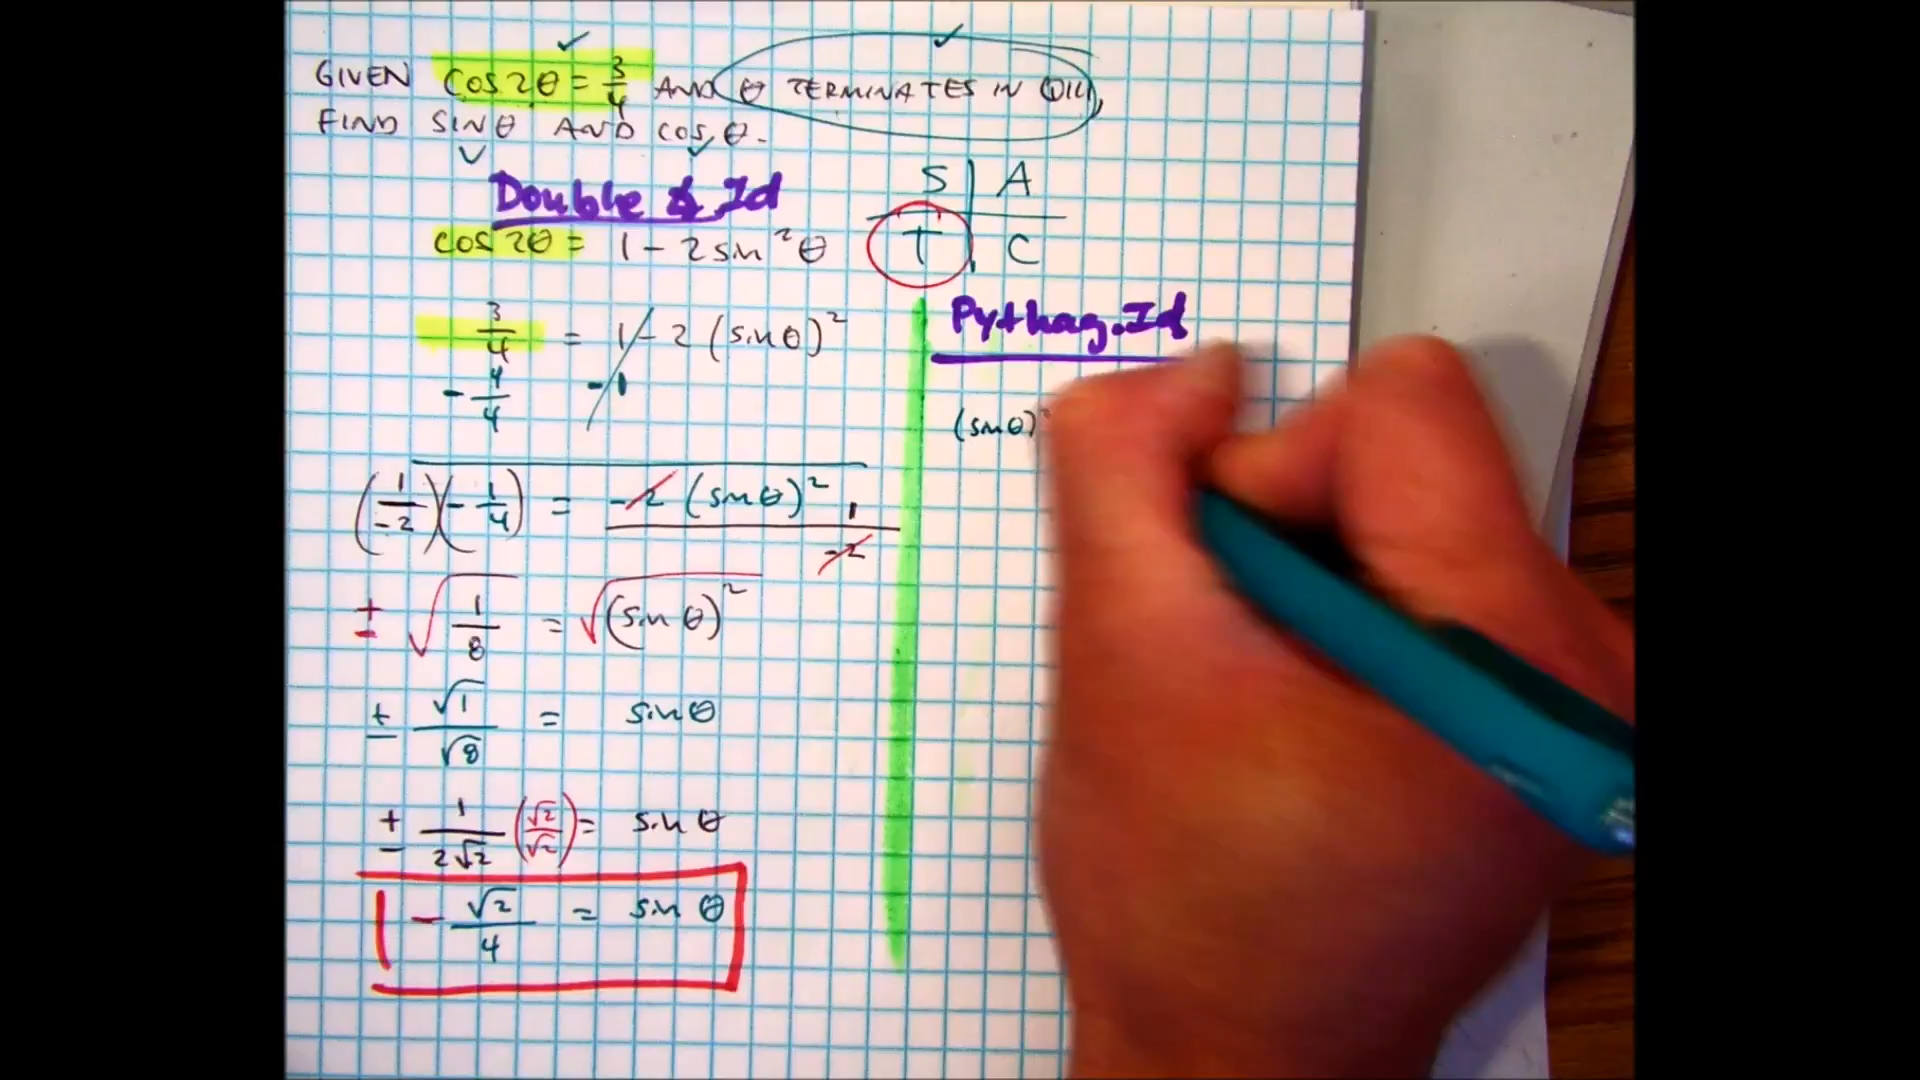 GIVEN COS 2θ = 3/4 AND θ TERMINATES IN QIII,
FIND SIN θ AND COS θ.
Double ∡ Id
cos 2θ = 1 - 2 sin²θ
S A
T C
3/4 = 1 - 2 (sin θ)²
- 4/4 - 1
(1/-2)(-1/4) = -2 (sin θ)² 1 / -2
± √(1/8) = √(sin θ)²
± √1/√8 = sin θ
± 1/(2√2) (√2/√2) = sin θ
- √2/4 = sin θ
Pythag. Id
(sin θ)²